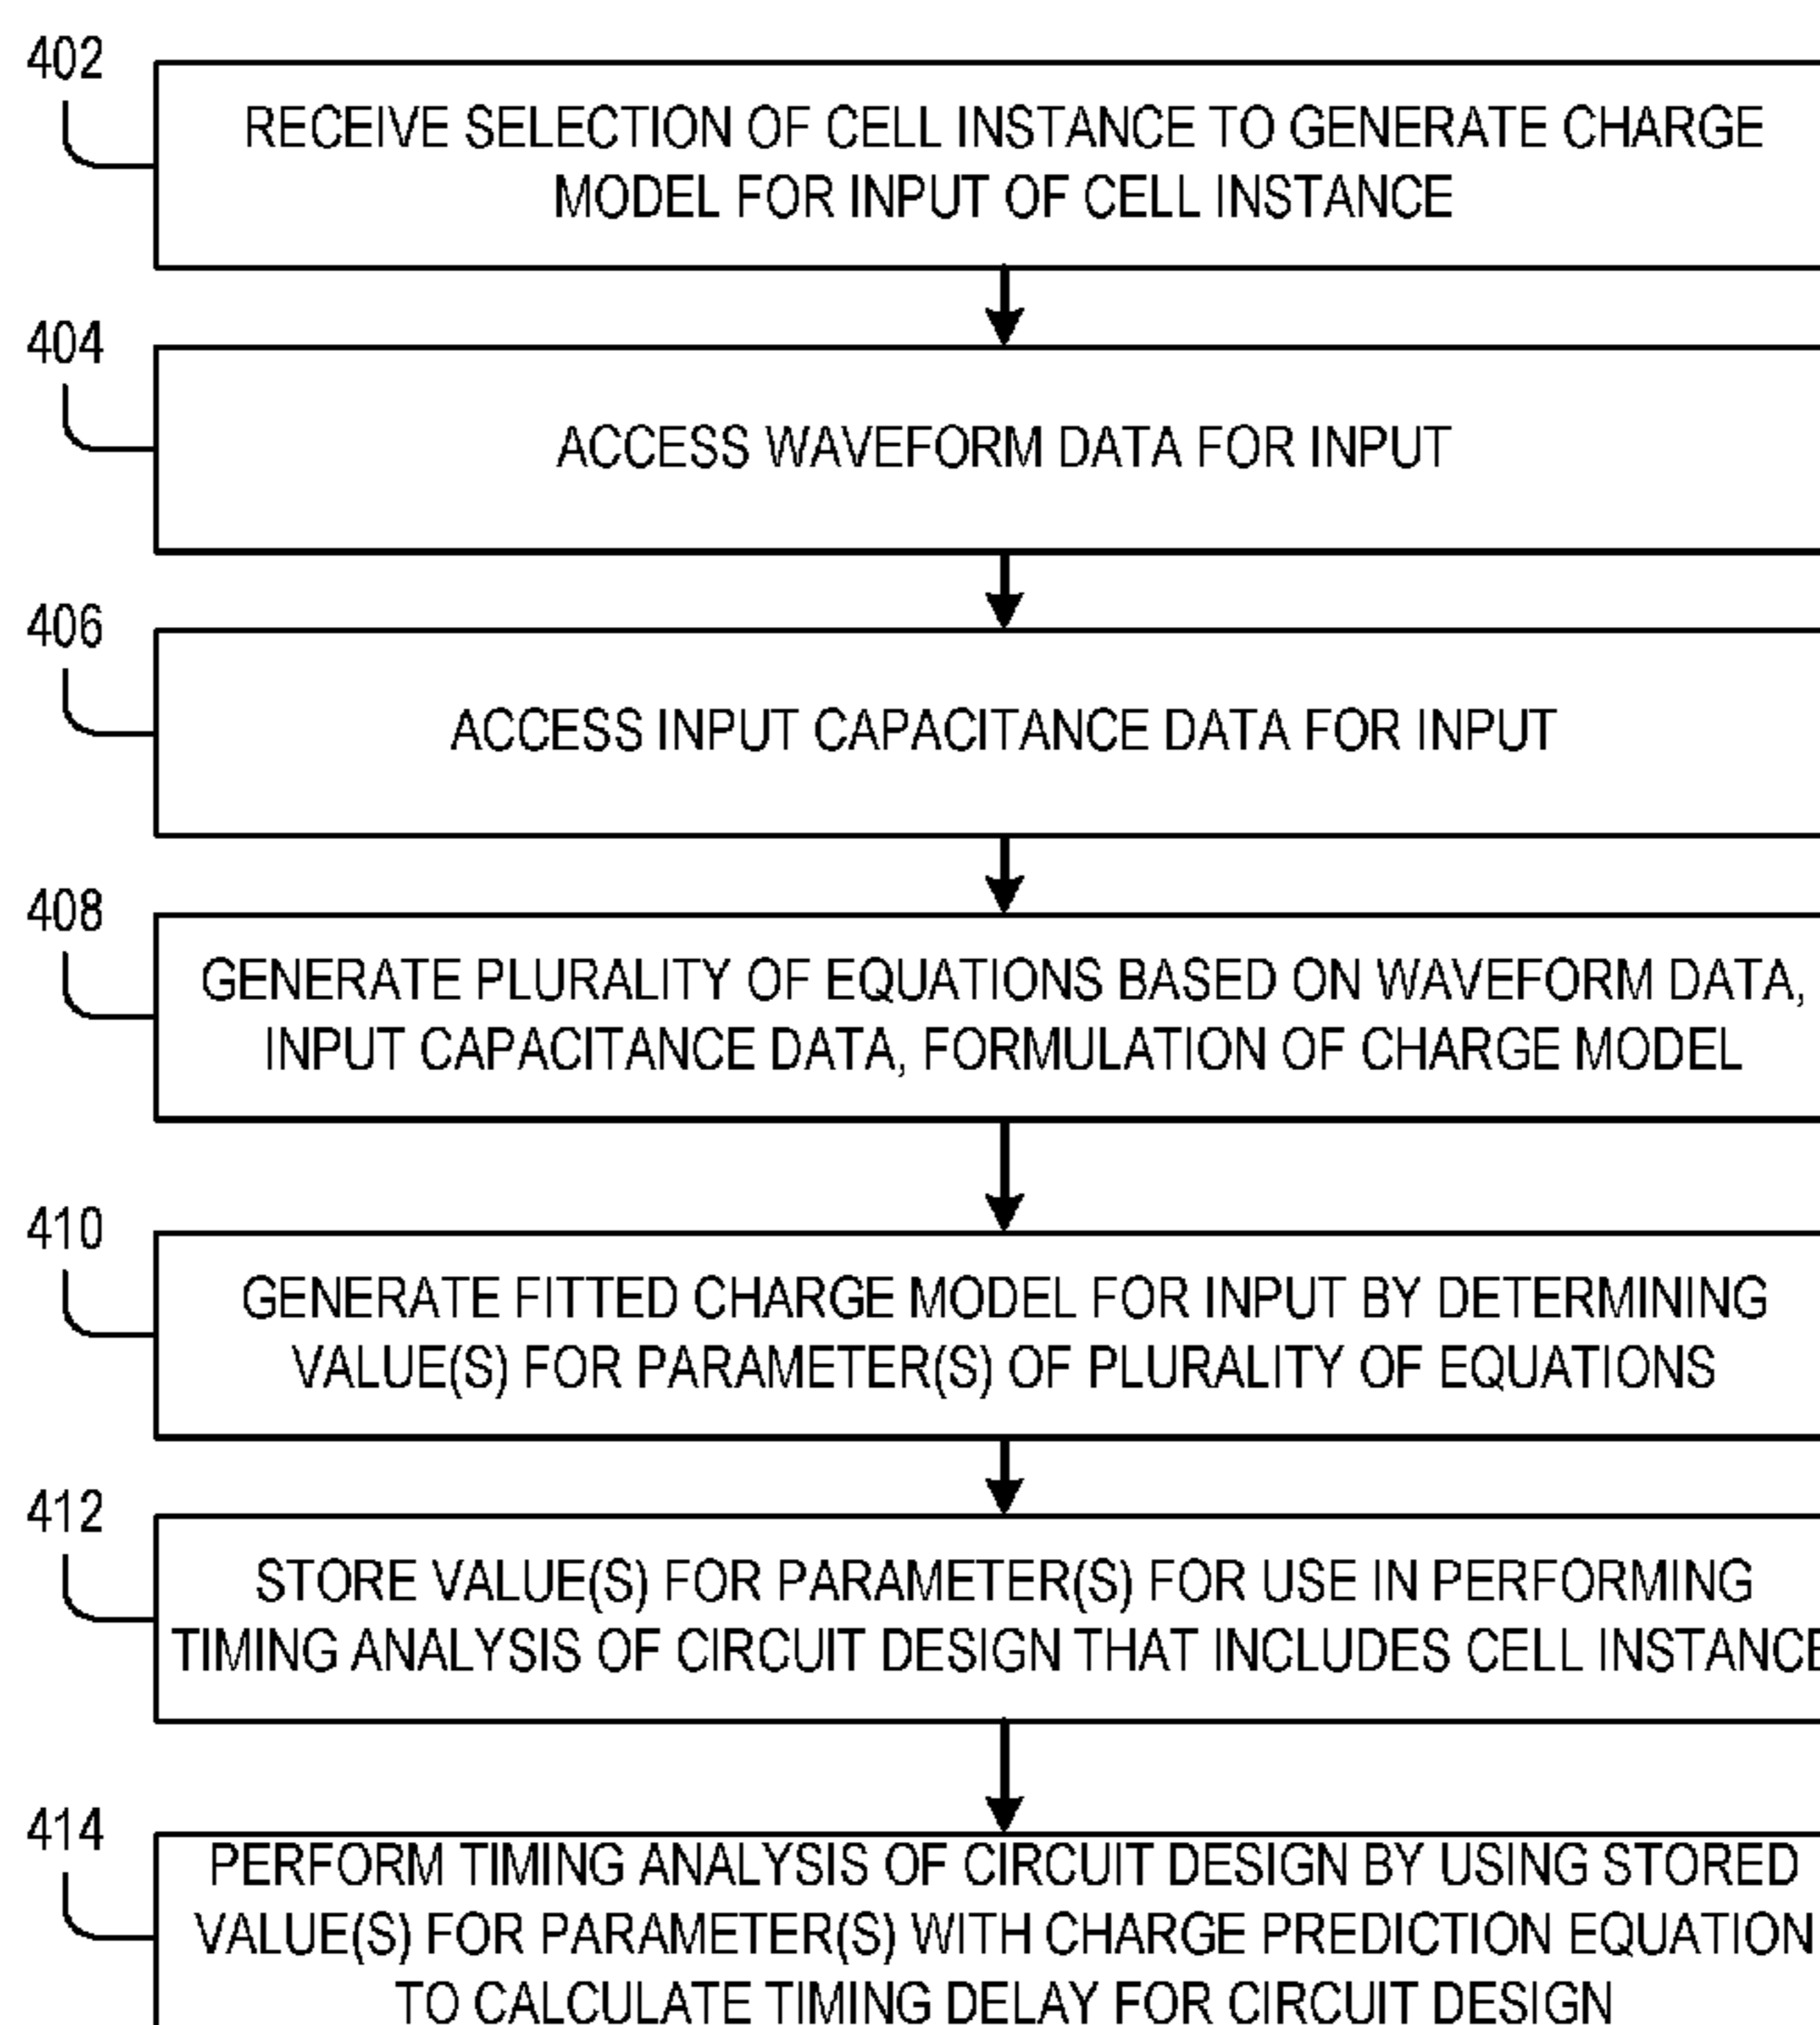 402
RECEIVE SELECTION OF CELL INSTANCE TO GENERATE CHARGE
MODEL FOR INPUT OF CELL INSTANCE
404
ACCESS WAVEFORM DATA FOR INPUT
406
ACCESS INPUT CAPACITANCE DATA FOR INPUT
408
GENERATE PLURALITY OF EQUATIONS BASED ON WAVEFORM DATA,
INPUT CAPACITANCE DATA, FORMULATION OF CHARGE MODEL
410
GENERATE FITTED CHARGE MODEL FOR INPUT BY DETERMINING
VALUE(S) FOR PARAMETER(S) OF PLURALITY OF EQUATIONS
412
STORE VALUE(S) FOR PARAMETER(S) FOR USE IN PERFORMING
TIMING ANALYSIS OF CIRCUIT DESIGN THAT INCLUDES CELL INSTANCE
414
PERFORM TIMING ANALYSIS OF CIRCUIT DESIGN BY USING STORED
VALUE(S) FOR PARAMETER(S) WITH CHARGE PREDICTION EQUATION
TO CALCULATE TIMING DELAY FOR CIRCUIT DESIGN